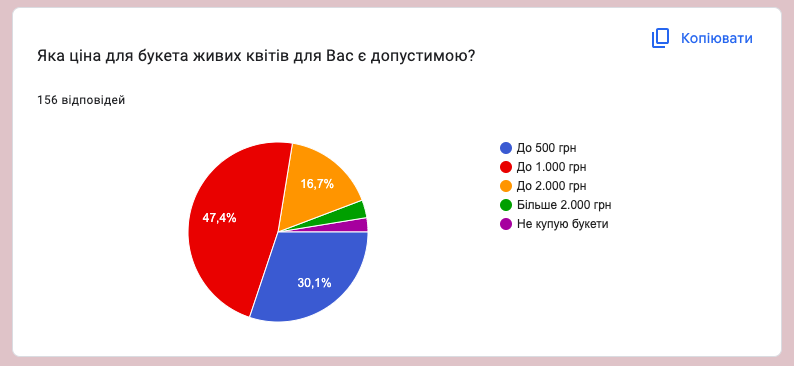 Копіювати
Яка ціна для букета живих квітів для Вас є допустимою?
156 відповідей
До 500 грн
До 1.000 грн
До 2.000 грн
Більше 2.000 грн
Не купую букети
16,7%
47,4%
30,1%